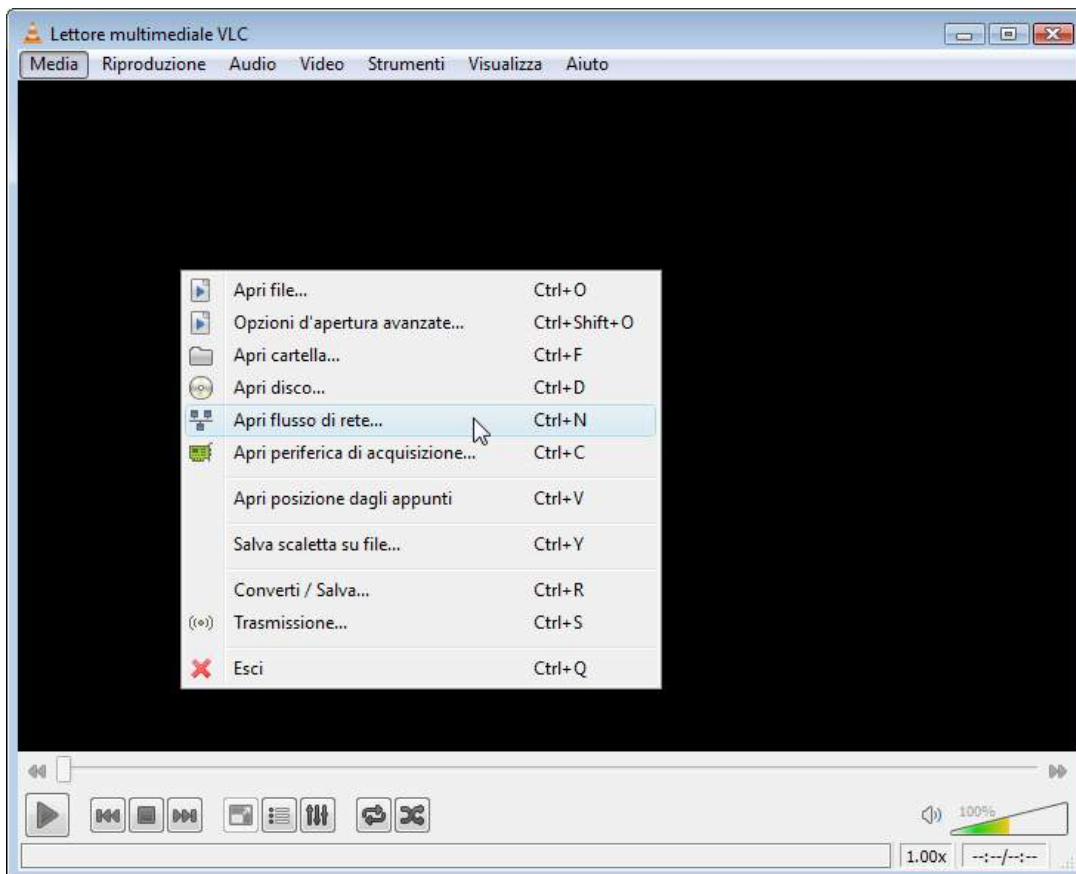 Lettore multimediale VLC
Media Riproduzione Audio Video Strumenti Visualizza Aiuto
Apri file... Ctrl+O
Opzioni d'apertura avanzate... Ctrl+Shift+O
Apri cartella... Ctrl+F
Apri disco... Ctrl+D
Apri flusso di rete... Ctrl+N
Apri periferica di acquisizione... Ctrl+C
Apri posizione dagli appunti Ctrl+V
Salva scaletta su file... Ctrl+Y
Converti / Salva... Ctrl+R
Trasmissione... Ctrl+S
Esci Ctrl+Q
100%
1.00x --:--/--:--